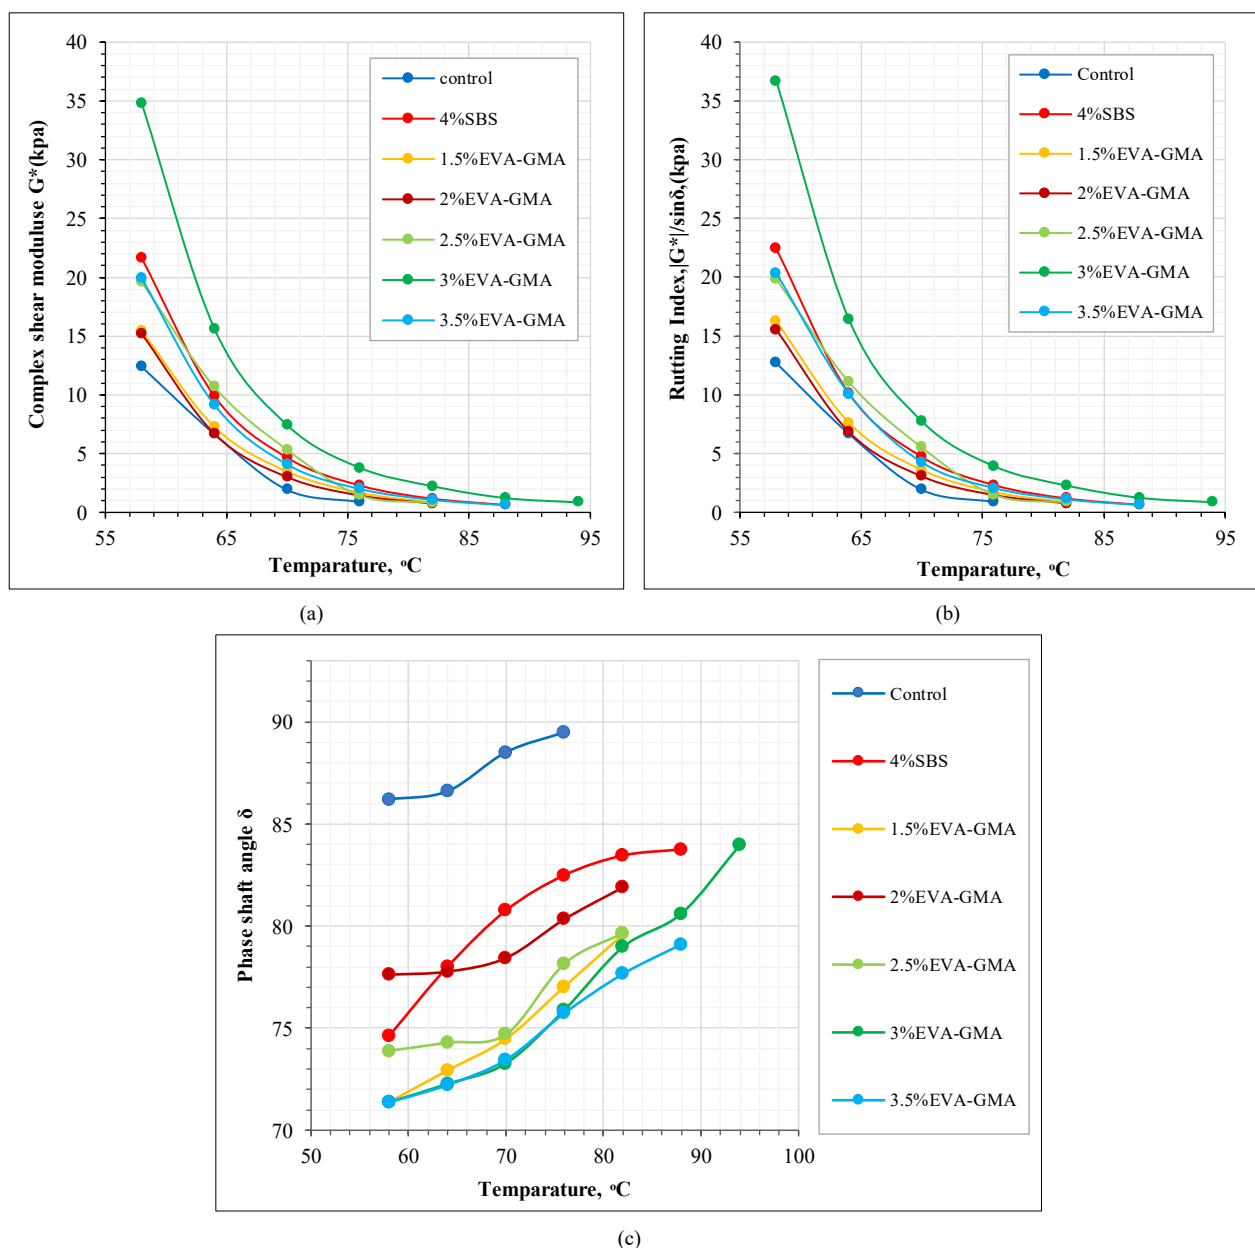 40
35
30
25
20
15
10
5
0
55 65 75 85 95
Complex shear moduluse G*(kpa)
Temparature, °C
control
4%SBS
1.5%EVA-GMA
2%EVA-GMA
2.5%EVA-GMA
3%EVA-GMA
3.5%EVA-GMA
(a)
40
35
30
25
20
15
10
5
0
55 65 75 85 95
Rutting Index,|G*|/sinδ,(kpa)
Temparature, °C
Control
4%SBS
1.5%EVA-GMA
2%EVA-GMA
2.5%EVA-GMA
3%EVA-GMA
3.5%EVA-GMA
(b)
90
85
80
75
70
50 60 70 80 90 100
Phase shaft angle δ
Temparature, °C
Control
4%SBS
1.5%EVA-GMA
2%EVA-GMA
2.5%EVA-GMA
3%EVA-GMA
3.5%EVA-GMA
(c)